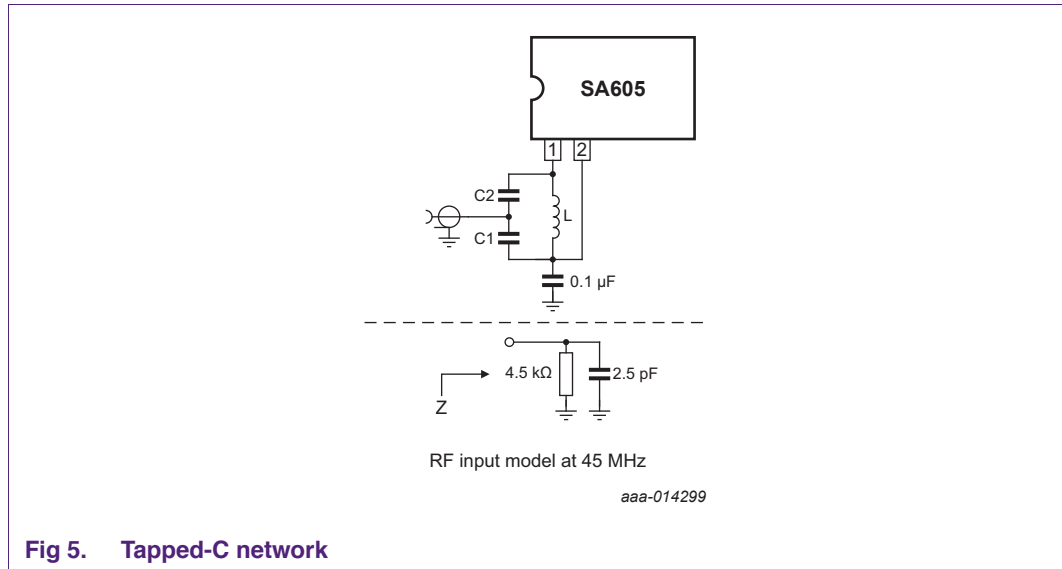 SA605
1 2
C2
L
C1
0.1 µF
4.5 kΩ
2.5 pF
Z
RF input model at 45 MHz
aaa-014299
Fig 5. Tapped-C network